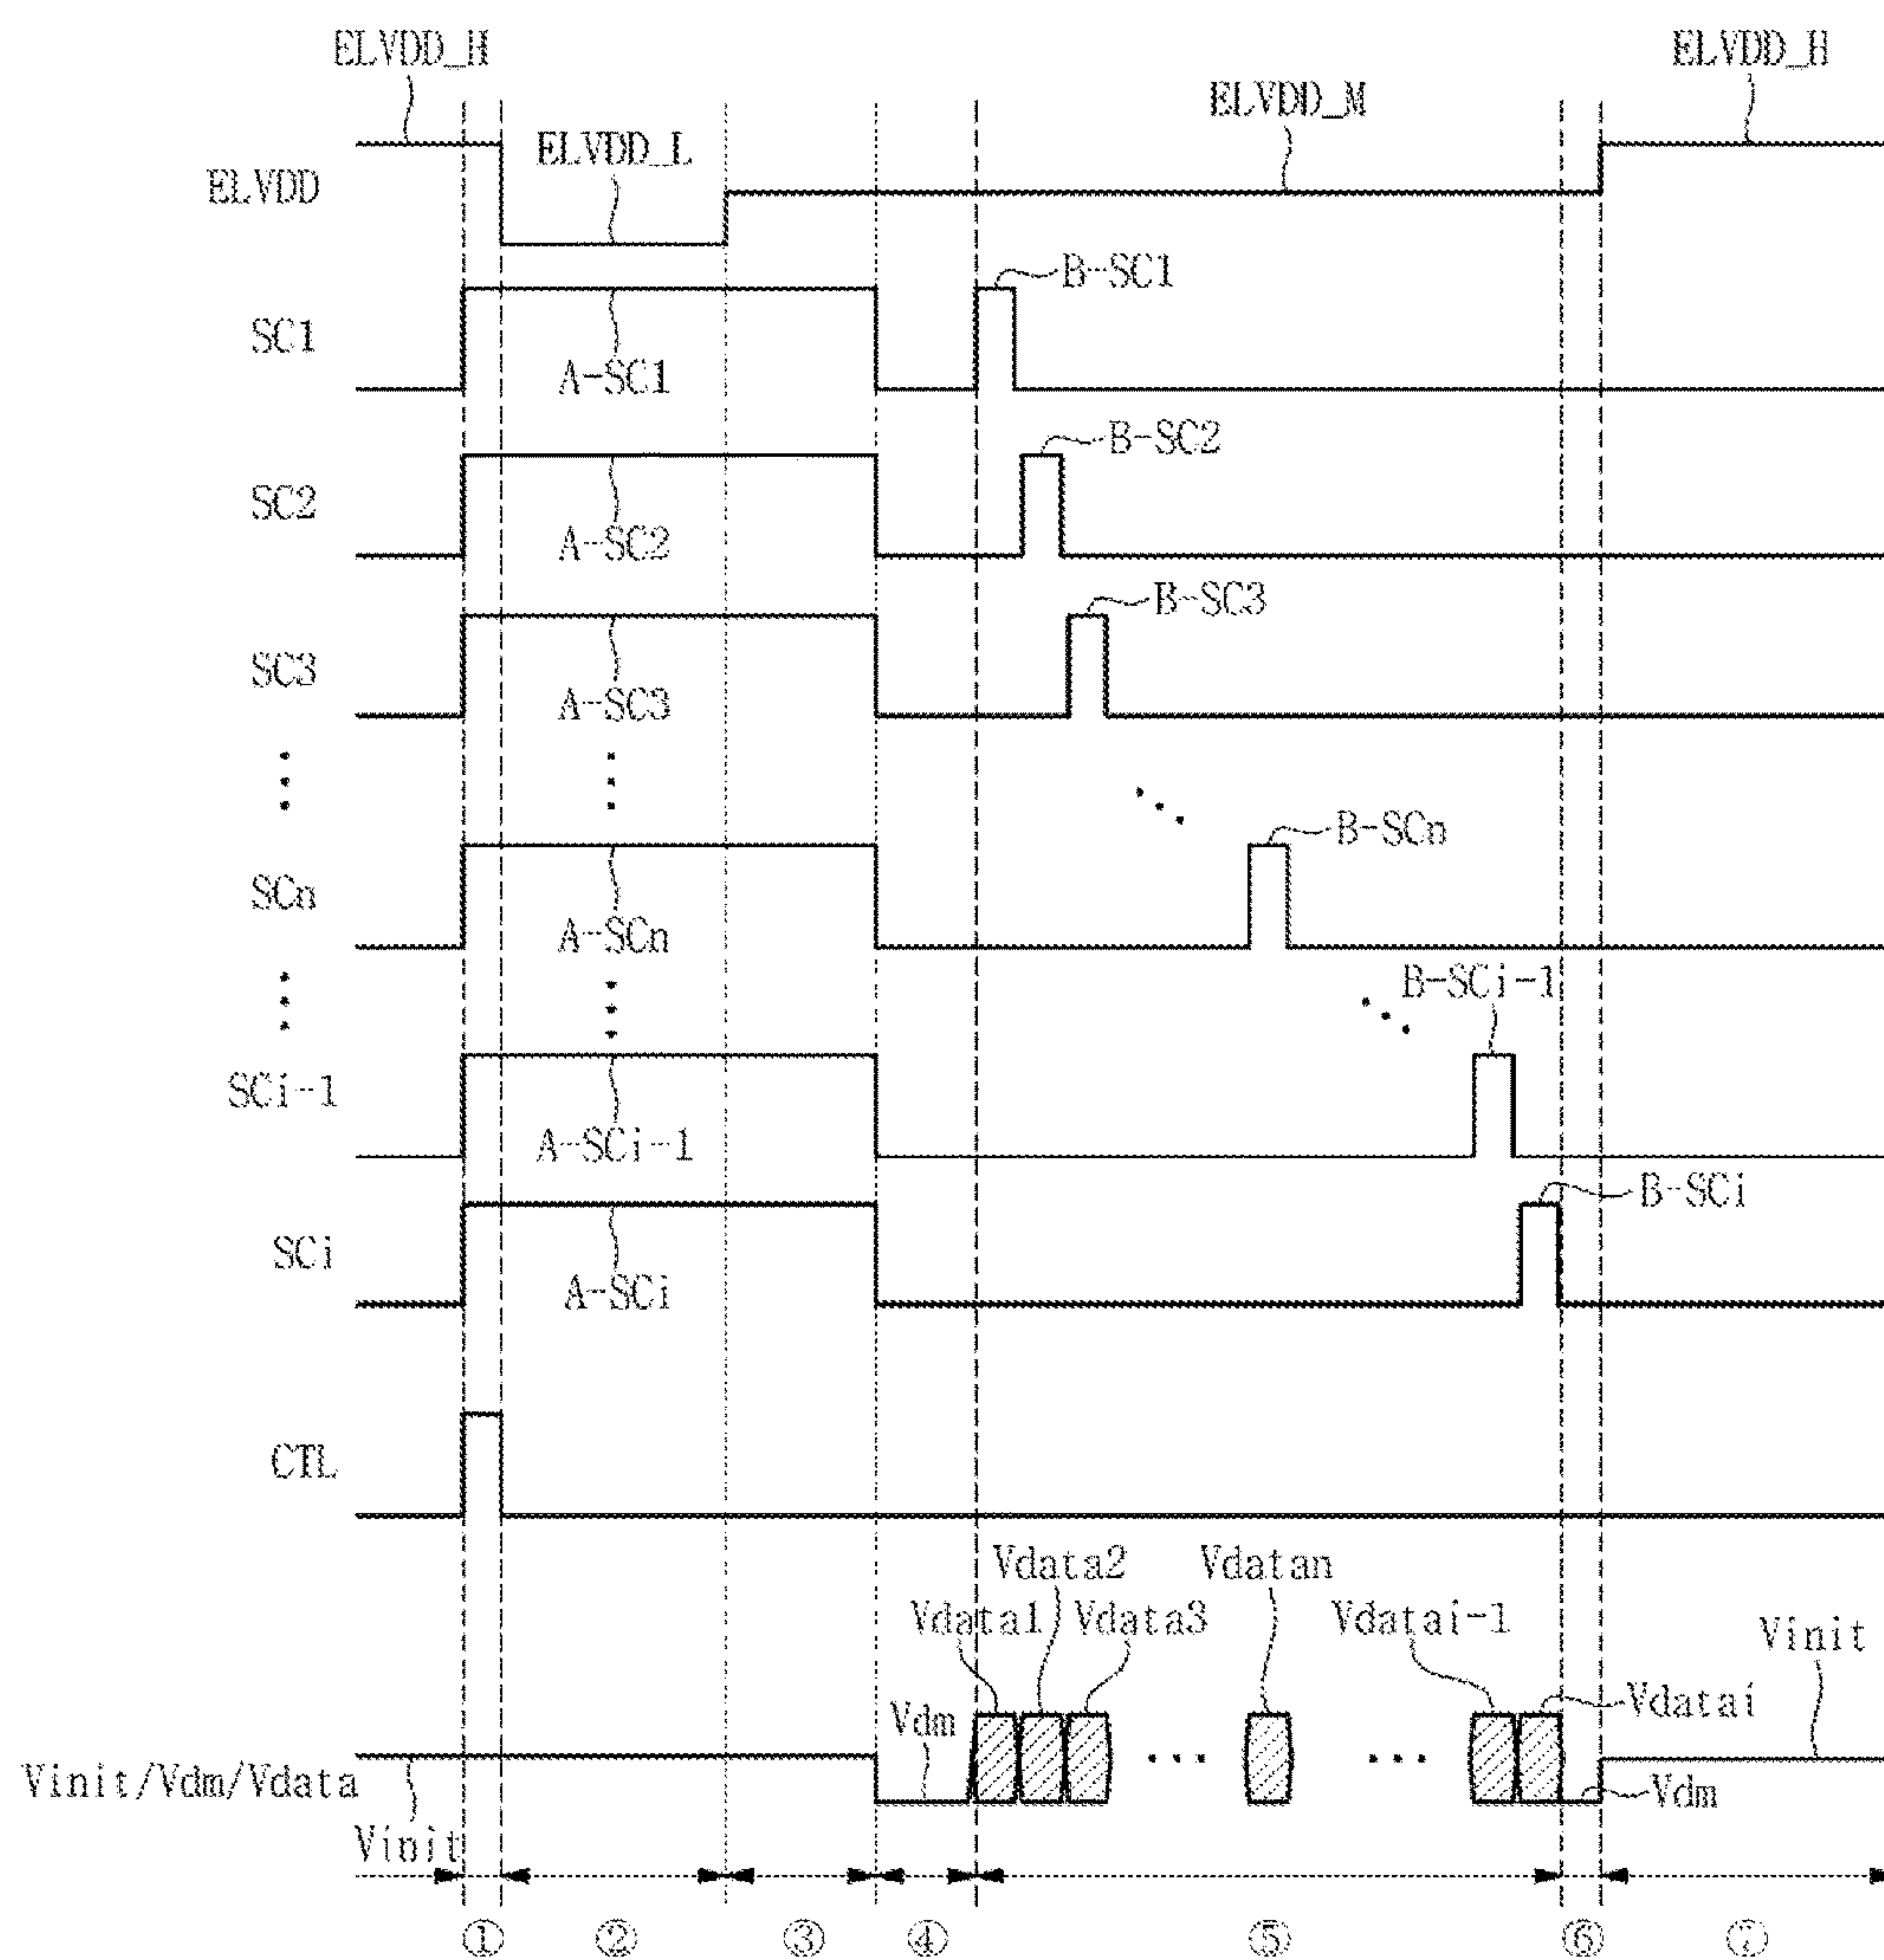 ELVDD_H
ELVDD_H
ELVDD_M
ELVDD_L
ELVDD
B-SC1
SC1
A-SC1
B-SC2
SC2
A-SC2
B-SC3
SC3
A-SC3
B-SCn
SCn
A-SCn
B-SCi-1
SCi-1
A-SCi-1
B-SCi
SCi
A-SCi
CTL
Vdata2
Vdatan
Vdata1
Vdata3
Vdatai-1
Vinit
Vdm
Vdatai
Vinit/Vdm/Vdata
Vdm
Vinit
① ② ③ ④ ⑤ ⑥ ⑦